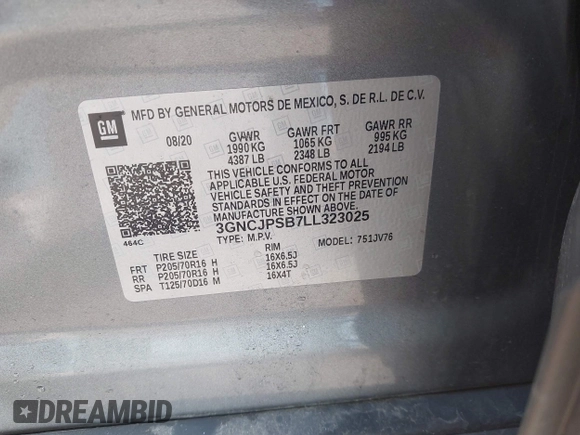 MFD BY GENERAL MOTORS DE MEXICO, S. DE R.L. DE C.V.
GM
08/20 GVWR GAWR FRT GAWR RR
1990 KG 1065 KG 995 KG
4387 LB 2348 LB 2194 LB
THIS VEHICLE CONFORMS TO ALL
APPLICABLE U.S. FEDERAL MOTOR
VEHICLE SAFETY AND THEFT PREVENTION
STANDARDS IN EFFECT ON THE DATE OF
MANUFACTURE SHOWN ABOVE.
3GNCJPSB7LL323025
464C
TYPE: M.P.V. MODEL: 751JV76
TIRE SIZE RIM
FRT P205/70R16 H 16X6.5J
RR P205/70R16 H 16X6.5J
SPA T125/70D16 M 16X4T
DREAMBID